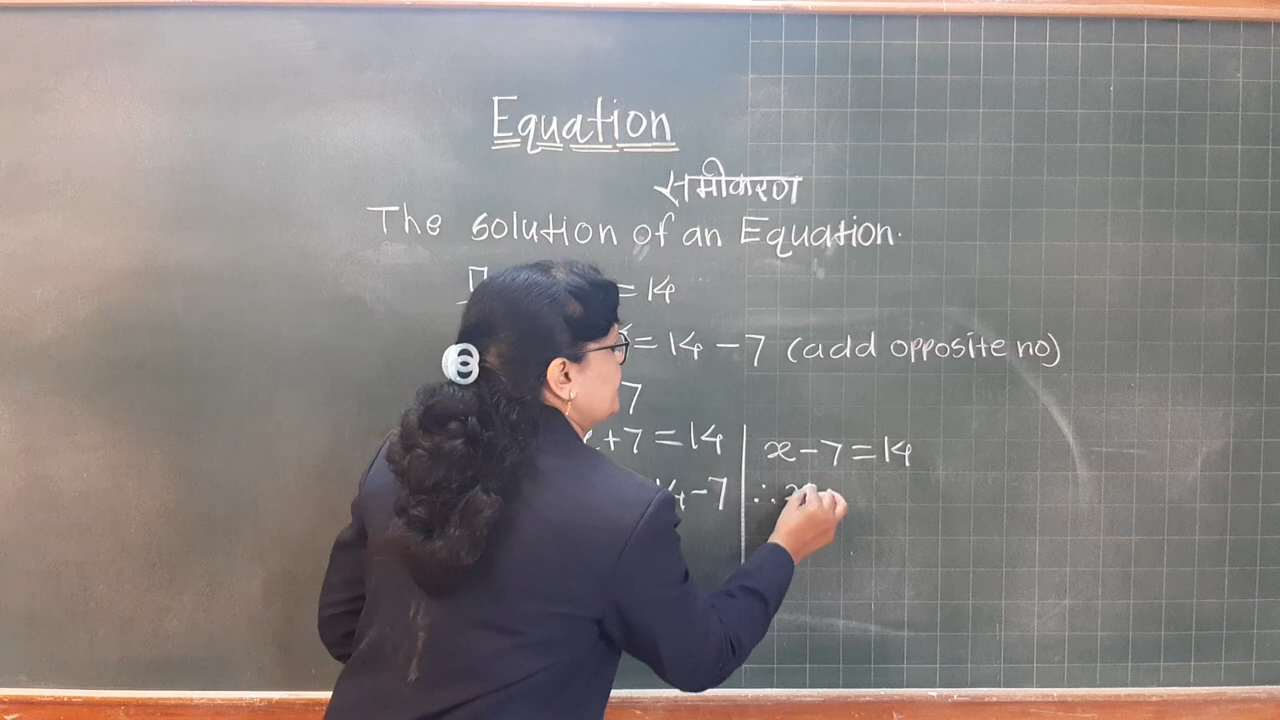 Equation
समीकरण
The solution of an Equation.
= 14
= 14 - 7 (add opposite no)
7
x + 7 = 14
- 7
x - 7 = 14
∴